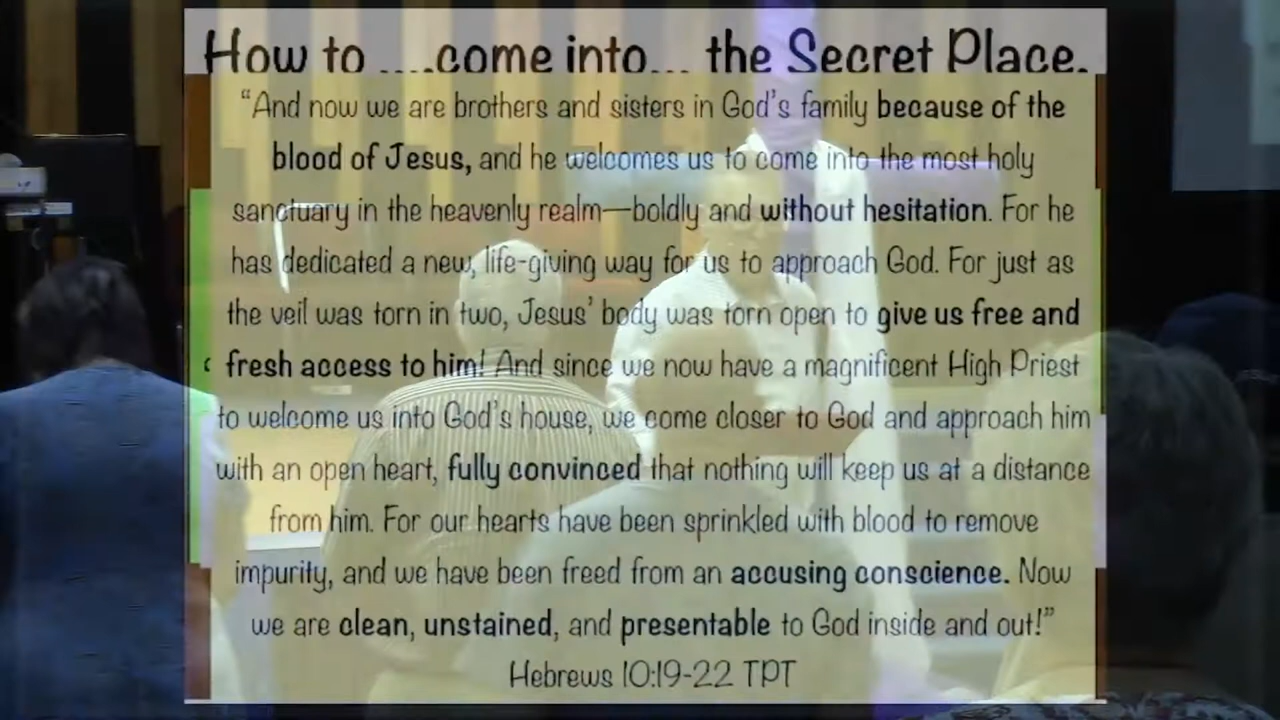 How to ....come into... the Secret Place.
“And now we are brothers and sisters in God’s family because of the
blood of Jesus, and he welcomes us to come into the most holy
sanctuary in the heavenly realm—boldly and without hesitation. For he
has dedicated a new, life-giving way for us to approach God. For just as
the veil was torn in two, Jesus’ body was torn open to give us free and
fresh access to him! And since we now have a magnificent High Priest
to welcome us into God’s house, we come closer to God and approach him
with an open heart, fully convinced that nothing will keep us at a distance
from him. For our hearts have been sprinkled with blood to remove
impurity, and we have been freed from an accusing conscience. Now
we are clean, unstained, and presentable to God inside and out!”
Hebrews 10:19-22 TPT